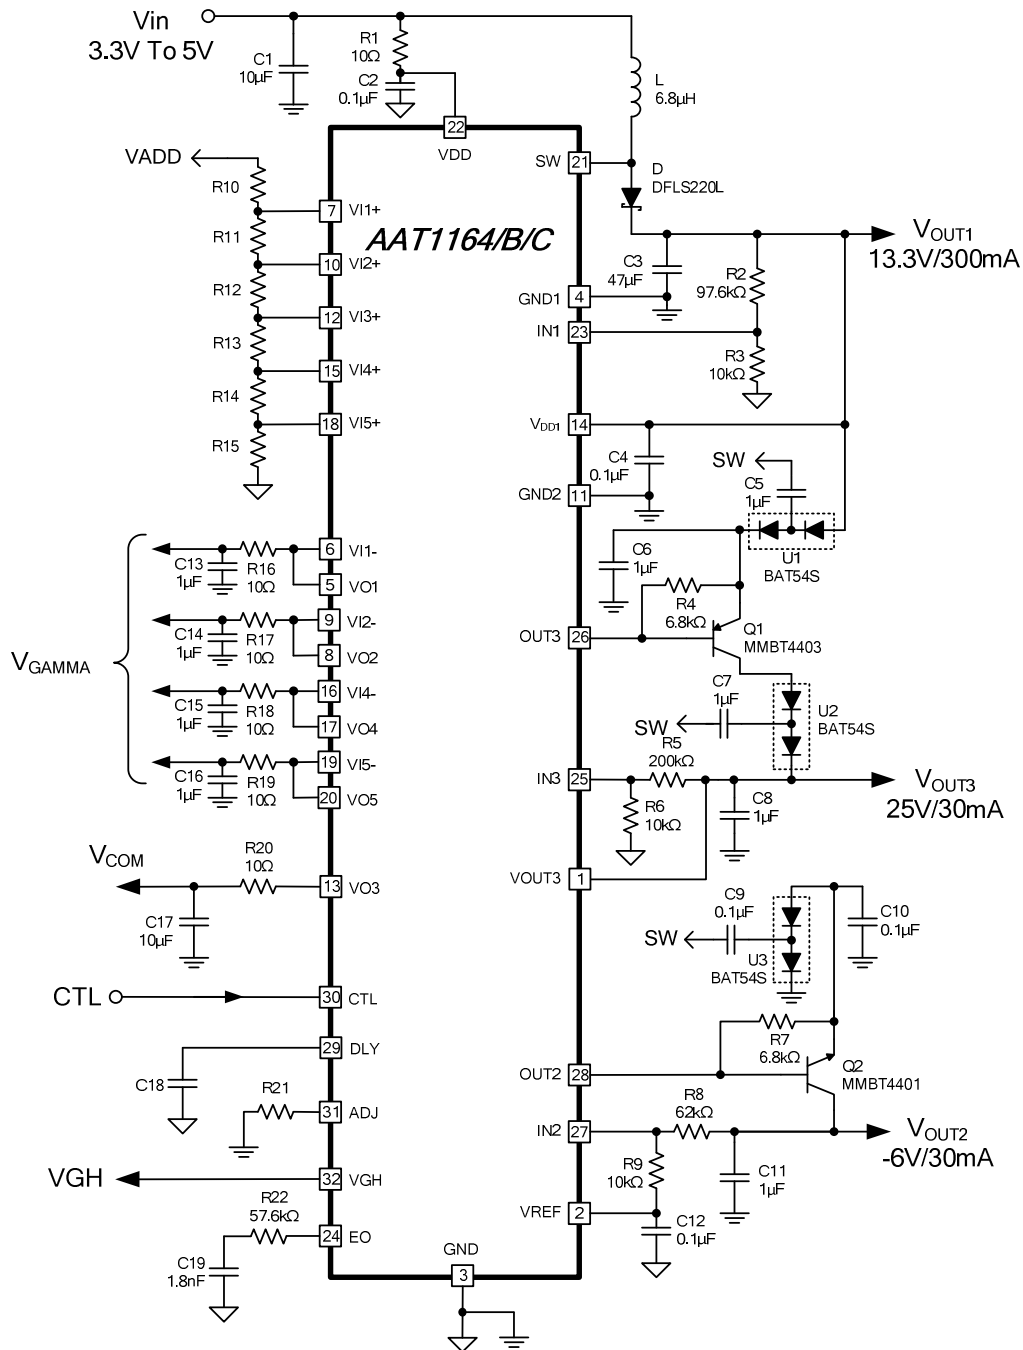 Vin
3.3V To 5V
C1
10µF
R1
10Ω
C2
0.1µF
L
6.8µH
22
VDD
VADD
R10
SW
21
D
DFLS220L
7
VI1+
R11
AAT1164/B/C
V_OUT1
13.3V/300mA
10
VI2+
C3
47µF
R2
97.6kΩ
R12
GND1
4
12
VI3+
IN1
23
R13
R3
10kΩ
15
VI4+
R14
18
VI5+
V_DD1
14
R15
C4
0.1µF
SW
C5
1µF
GND2
11
6
VI1-
C13
1µF
R16
10Ω
5
VO1
C6
1µF
U1
BAT54S
R4
6.8kΩ
9
VI2-
C14
1µF
R17
10Ω
8
VO2
OUT3
26
Q1
MMBT4403
V_GAMMA
16
VI4-
C15
1µF
R18
10Ω
17
VO4
C7
1µF
SW
U2
BAT54S
19
VI5-
C16
1µF
R19
10Ω
20
VO5
IN3
25
R5
200kΩ
V_OUT3
25V/30mA
R6
10kΩ
C8
1µF
V_COM
R20
10Ω
13
VO3
VOUT3
1
C17
10µF
C9
0.1µF
C10
0.1µF
SW
U3
BAT54S
CTL
30
CTL
29
DLY
C18
R7
6.8kΩ
OUT2
28
Q2
MMBT4401
R21
31
ADJ
IN2
27
R8
62kΩ
V_OUT2
-6V/30mA
VGH
32
VGH
R9
10kΩ
C11
1µF
R22
57.6kΩ
VREF
2
C12
0.1µF
24
EO
C19
1.8nF
GND
3